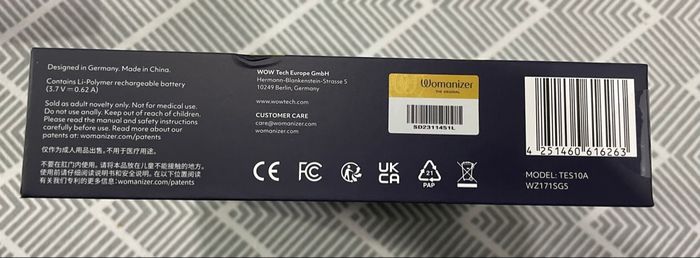 Designed in Germany. Made in China.
Contains Li-Polymer rechargeable battery
(3.7 V⎓0.62 A)
Sold as adult novelty only. Not for medical use.
Do not use anally. Keep out of reach of children.
Please read the manual and safety instructions
carefully before use. Read more about our
patents at: womanizer.com/patents
仅作为成人用品出售，不用于医疗用途。
不要在肛门内使用。请将本品放在儿童不能接触的地方。
使用前请仔细阅读说明书和安全说明。在以下位置阅读
有关我们专利的更多信息:womanizer.com/patents
WOW Tech Europe GmbH
Hermann-Blankenstein-Strasse 5
10249 Berlin, Germany
www.wowtech.com
CUSTOMER CARE
care@womanizer.com
womanizer.com
CE FC UK CA
21
PAP
Womanizer
THE ORIGINAL
SD2311451L
4 251460 616263
MODEL: TES10A
WZ171SG5